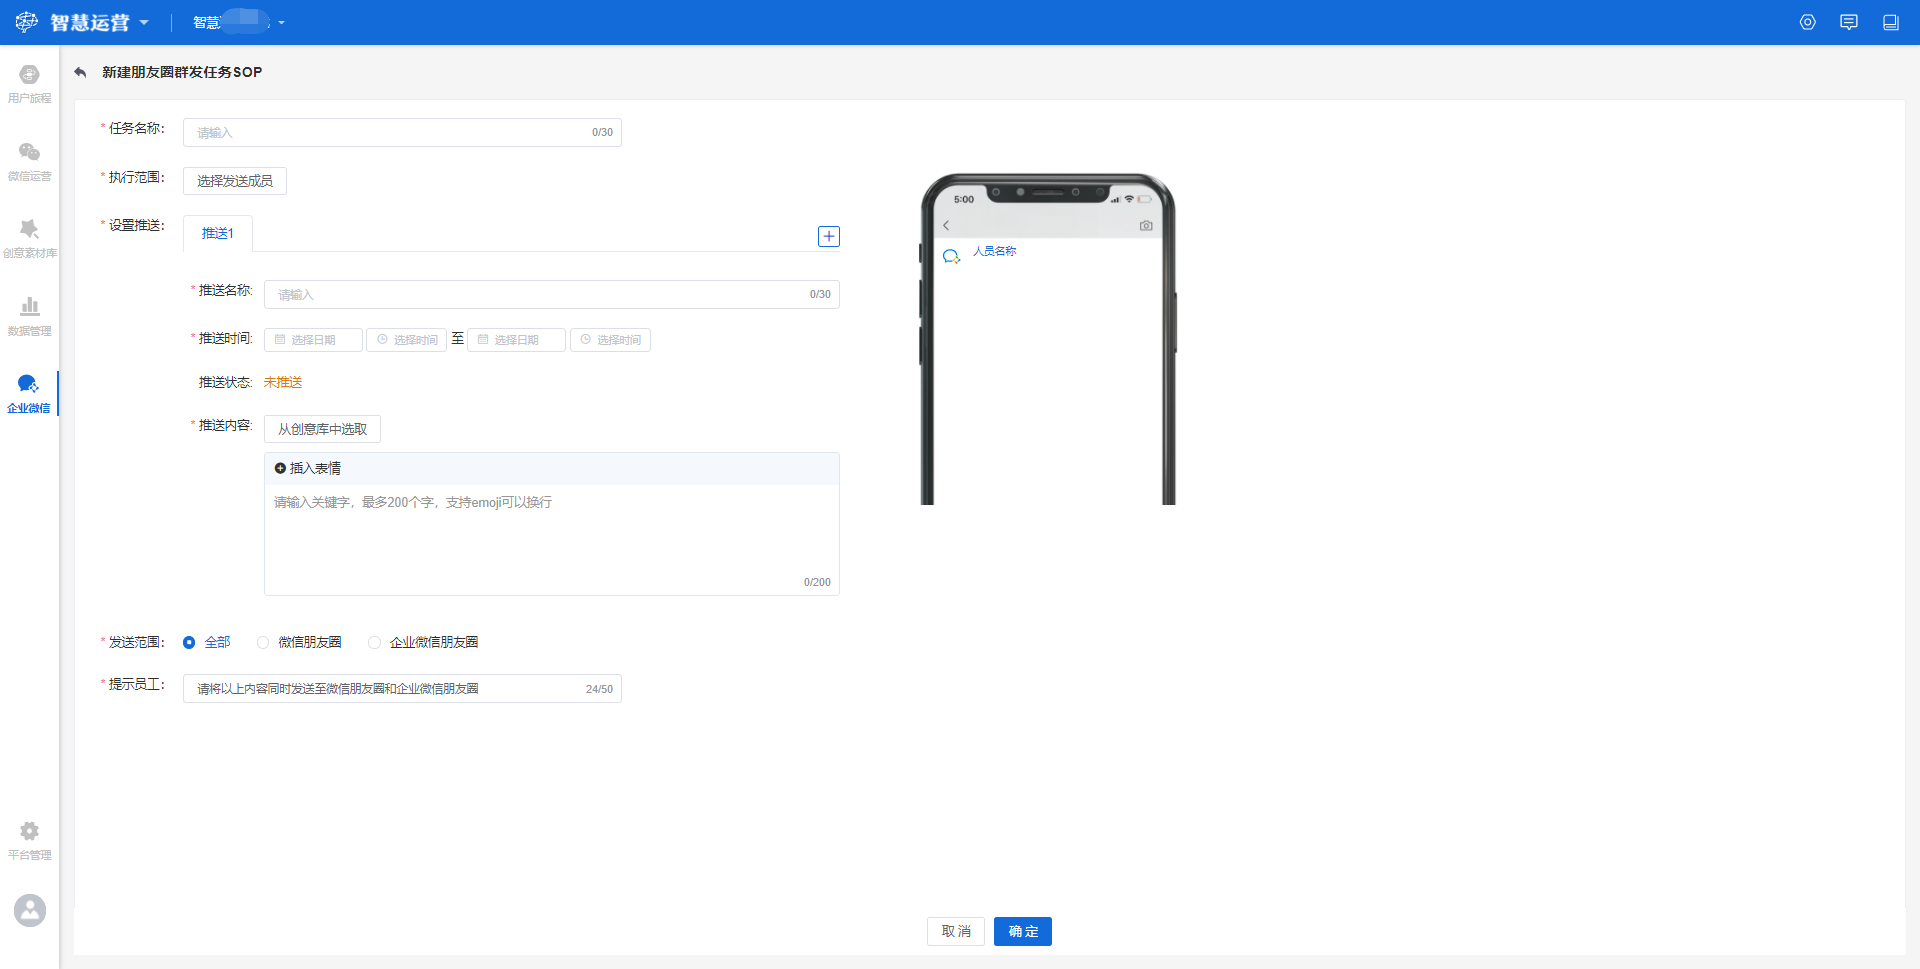 智慧运营
智慧
用户旅程
微信运营
创意素材库
数据管理
企业微信
平台管理
新建朋友圈群发任务SOP
*任务名称:
请输入
0/30
*执行范围:
选择发送成员
*设置推送:
推送1
*推送名称:
请输入
0/30
*推送时间:
选择日期
选择时间
至
选择日期
选择时间
推送状态:
未推送
*推送内容:
从创意库中选取
插入表情
请输入关键字，最多200个字，支持emoji可以换行
0/200
*发送范围:
全部
微信朋友圈
企业微信朋友圈
*提示员工:
请将以上内容同时发送至微信朋友圈和企业微信朋友圈
24/50
5:00
人员名称
取消
确定